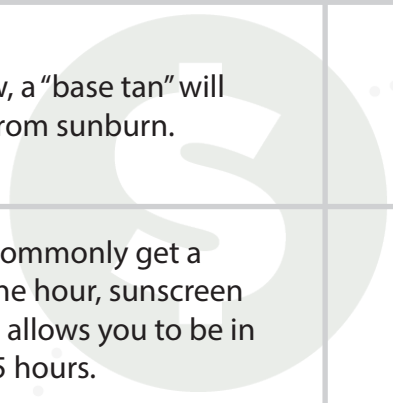 , a “base tan” will
rom sunburn.
ommonly get a
ne hour, sunscreen
allows you to be in
5 hours.